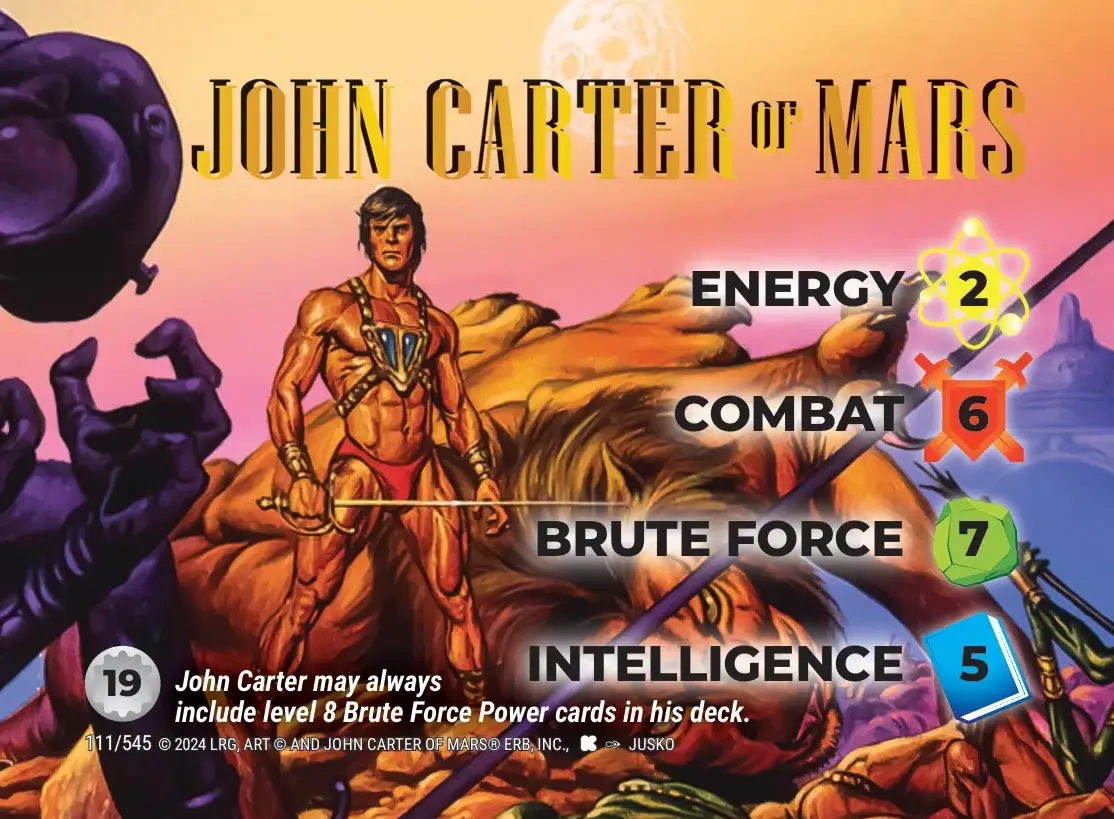 JOHN CARTER OF MARS
ENERGY 2
COMBAT 6
BRUTE FORCE 7
INTELLIGENCE 5
19
John Carter may always
include level 8 Brute Force Power cards in his deck.
111/545 © 2024 LRG, ART © AND JOHN CARTER OF MARS® ERB, INC., JUSKO